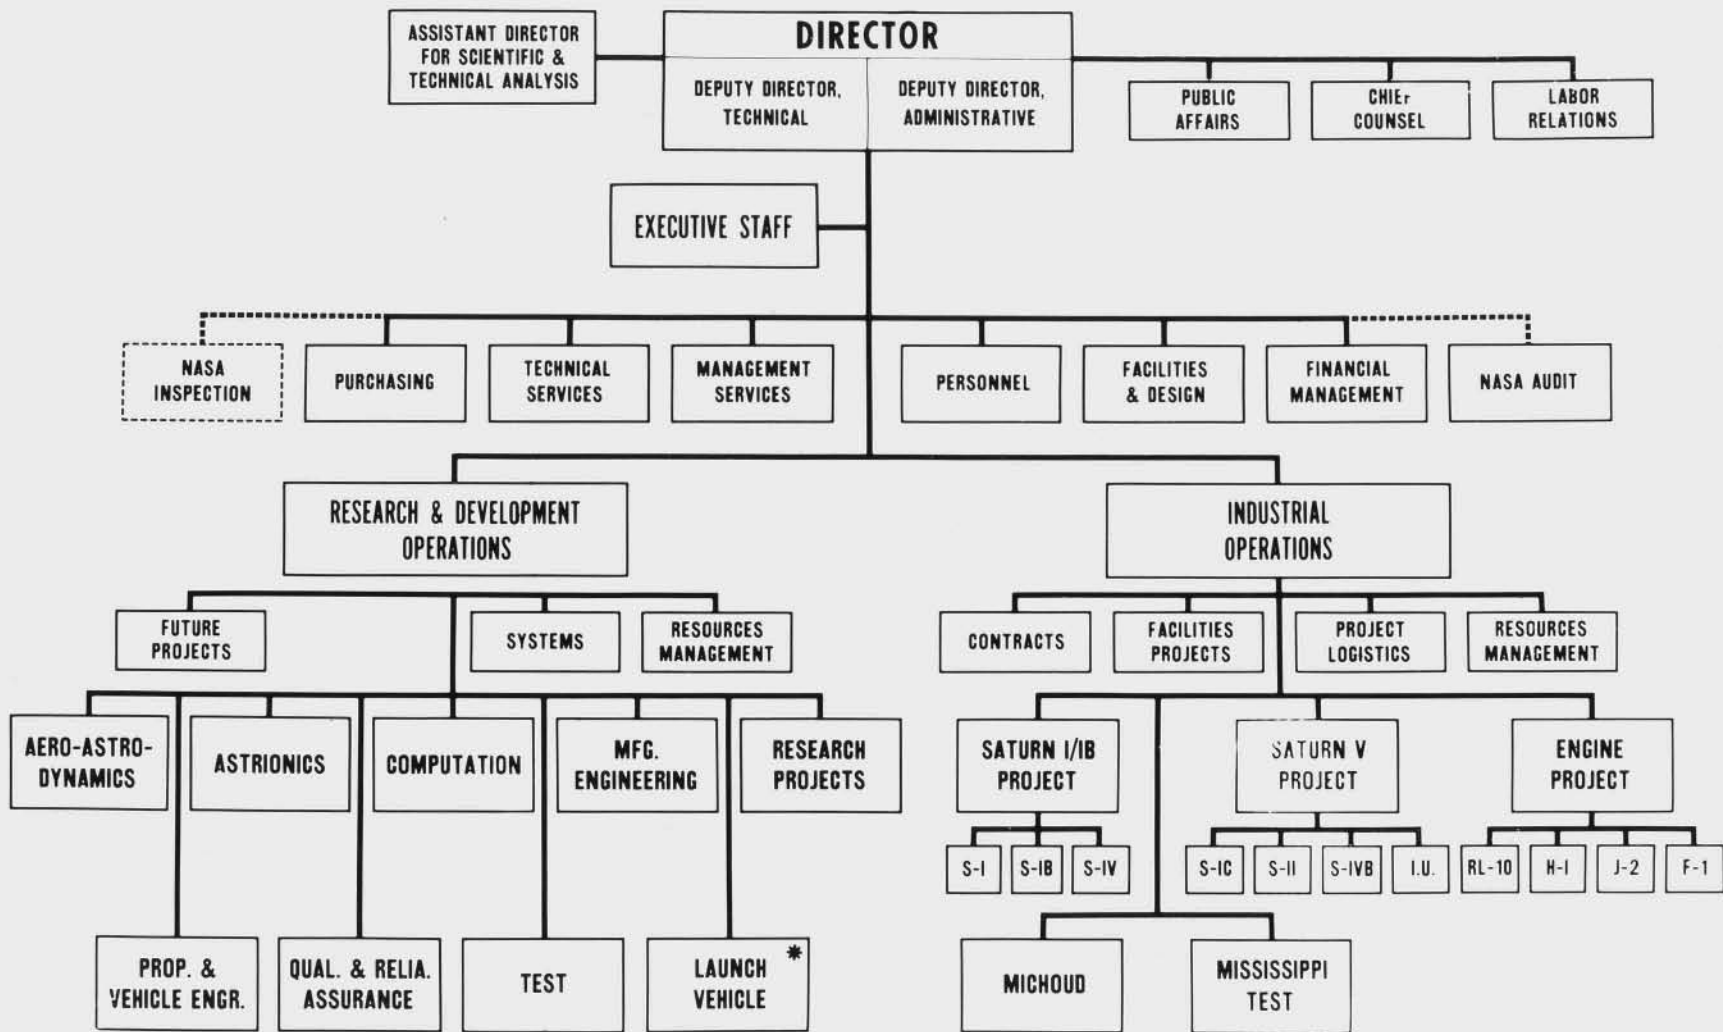 ASSISTANT DIRECTOR
FOR SCIENTIFIC &
TECHNICAL ANALYSIS
DIRECTOR
DEPUTY DIRECTOR,
TECHNICAL
DEPUTY DIRECTOR,
ADMINISTRATIVE
PUBLIC
AFFAIRS
CHIEF
COUNSEL
LABOR
RELATIONS
EXECUTIVE STAFF
NASA
INSPECTION
PURCHASING
TECHNICAL
SERVICES
MANAGEMENT
SERVICES
PERSONNEL
FACILITIES
& DESIGN
FINANCIAL
MANAGEMENT
NASA AUDIT
RESEARCH & DEVELOPMENT
OPERATIONS
INDUSTRIAL
OPERATIONS
FUTURE
PROJECTS
SYSTEMS
RESOURCES
MANAGEMENT
CONTRACTS
FACILITIES
PROJECTS
PROJECT
LOGISTICS
RESOURCES
MANAGEMENT
AERO-ASTRO-
DYNAMICS
ASTRIONICS
COMPUTATION
MFG.
ENGINEERING
RESEARCH
PROJECTS
SATURN I/IB
PROJECT
SATURN V
PROJECT
ENGINE
PROJECT
S-I
S-IB
S-IV
S-IC
S-II
S-IVB
I.U.
RL-10
H-I
J-2
F-1
PROP. &
VEHICLE ENGR.
QUAL. & RELIA.
ASSURANCE
TEST
LAUNCH *
VEHICLE
MICHOUD
MISSISSIPPI
TEST